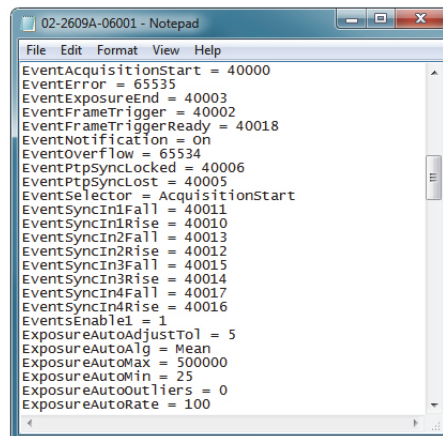 02-2609A-06001 - Notepad
File Edit Format View Help
EventAcquisitionStart = 40000
EventError = 65535
EventExposureEnd = 40003
EventFrameTrigger = 40002
EventFrameTriggerReady = 40018
EventNotification = On
EventOverflow = 65534
EventPtpSyncLocked = 40006
EventPtpSyncLost = 40005
EventSelector = AcquisitionStart
EventSyncIn1Fall = 40011
EventSyncIn1Rise = 40010
EventSyncIn2Fall = 40013
EventSyncIn2Rise = 40012
EventSyncIn3Fall = 40015
EventSyncIn3Rise = 40014
EventSyncIn4Fall = 40017
EventSyncIn4Rise = 40016
EventsEnable1 = 1
ExposureAutoAdjustTol = 5
ExposureAutoAlg = Mean
ExposureAutoMax = 500000
ExposureAutoMin = 25
ExposureAutoOutliers = 0
ExposureAutoRate = 100